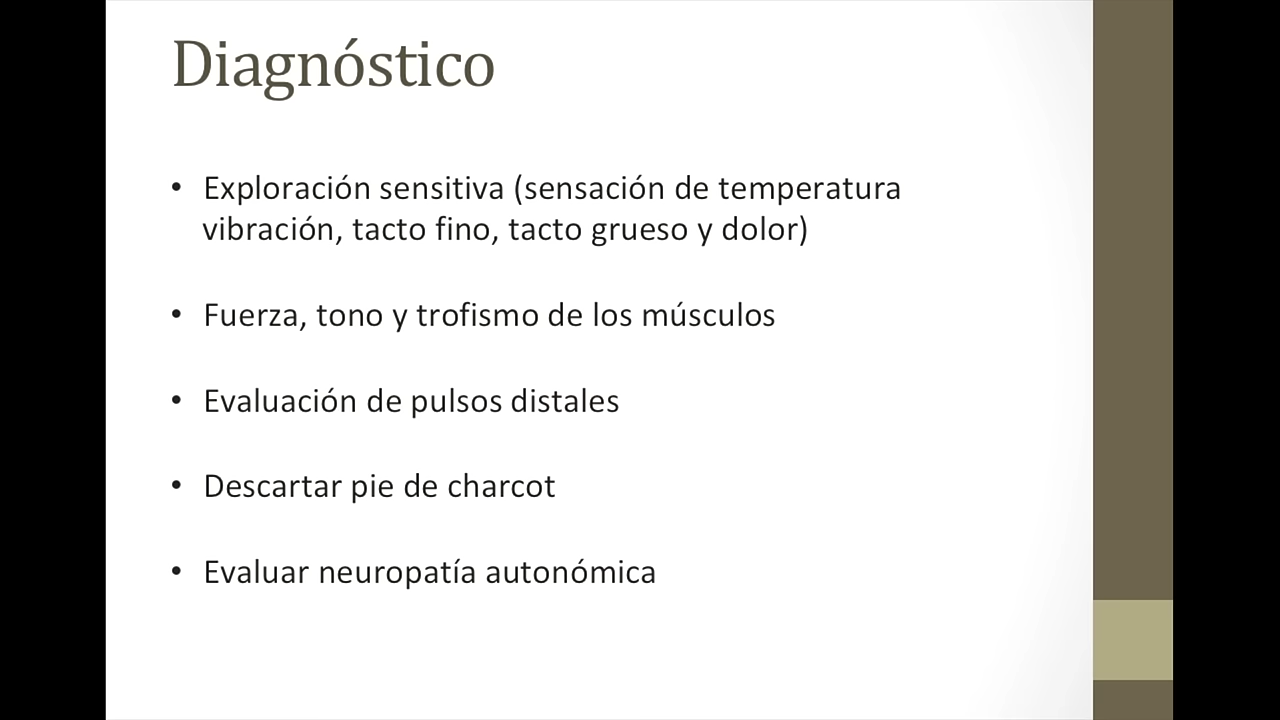 Diagnóstico
• Exploración sensitiva (sensación de temperatura
vibración, tacto fino, tacto grueso y dolor)
• Fuerza, tono y trofismo de los músculos
• Evaluación de pulsos distales
• Descartar pie de charcot
• Evaluar neuropatía autonómica